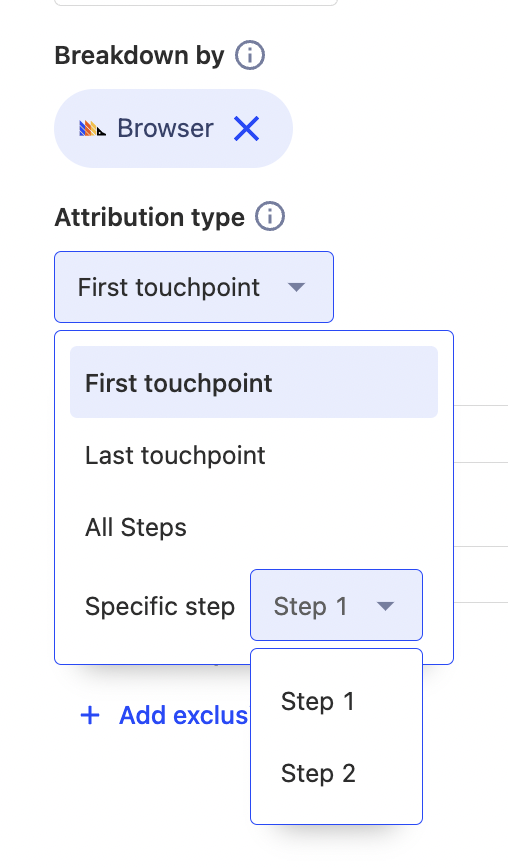 Breakdown by
Browser
Attribution type
First touchpoint
First touchpoint
Last touchpoint
All Steps
Specific step Step 1
+ Add exclus
Step 1
Step 2